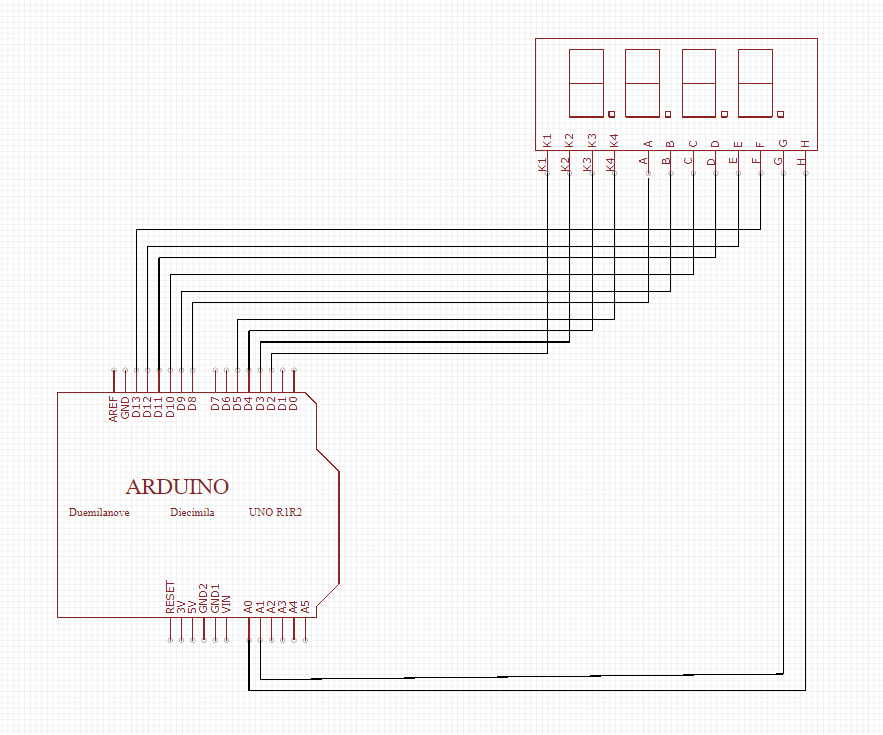 K1 K2 K3 K4 A B C D E F G H
K1 K2 K3 K4 A B C D E F G H
AREF GND D13 D12 D11 D10 D9 D8 D7 D6 D5 D4 D3 D2 D1 D0
ARDUINO
Duemilanove Diecimila UNO R1R2
RESET 3V 5V GND2 GND1 VIN A0 A1 A2 A3 A4 A5